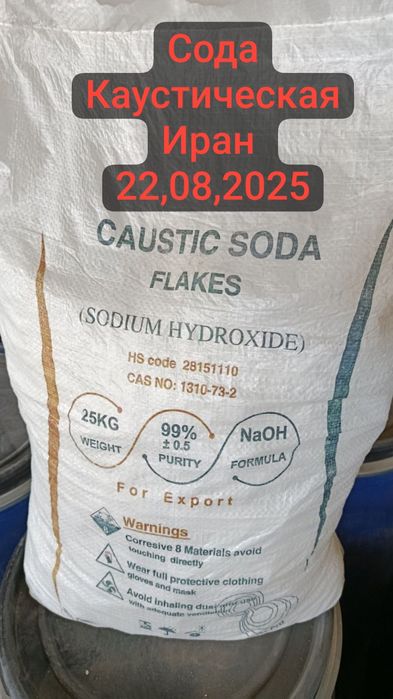 Сода
Каустическая
Иран
22,08,2025
CAUSTIC SODA
FLAKES
(SODIUM HYDROXIDE)
HS code 28151110
CAS NO: 1310-73-2
25KG
WEIGHT
99%
± 0.5
PURITY
NaOH
FORMULA
For Export
Warnings
Corresive 8 Materials avoid
touching directly
Wear full protective clothing
gloves and mask
Avoid inhaling
with adequate